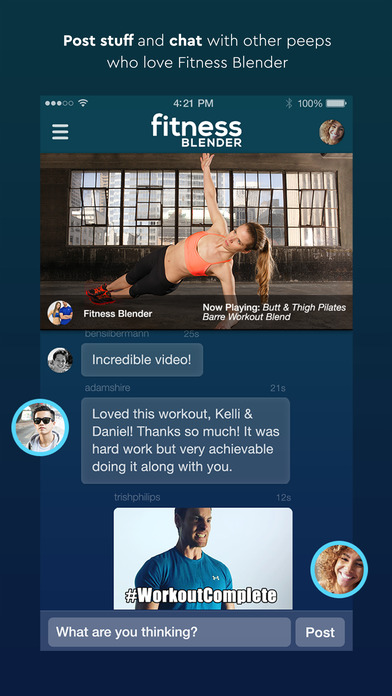 Post stuff and chat with other peeps
who love Fitness Blender
4:21 PM
100%
fitness
BLENDER
Fitness Blender
Now Playing: Butt & Thigh Pilates
Barre Workout Blend
bensilbermann 25s
Incredible video!
adamshire 21s
Loved this workout, Kelli &
Daniel! Thanks so much! It was
hard work but very achievable
doing it along with you.
trishphilips 12s
#WorkoutComplete
What are you thinking?
Post